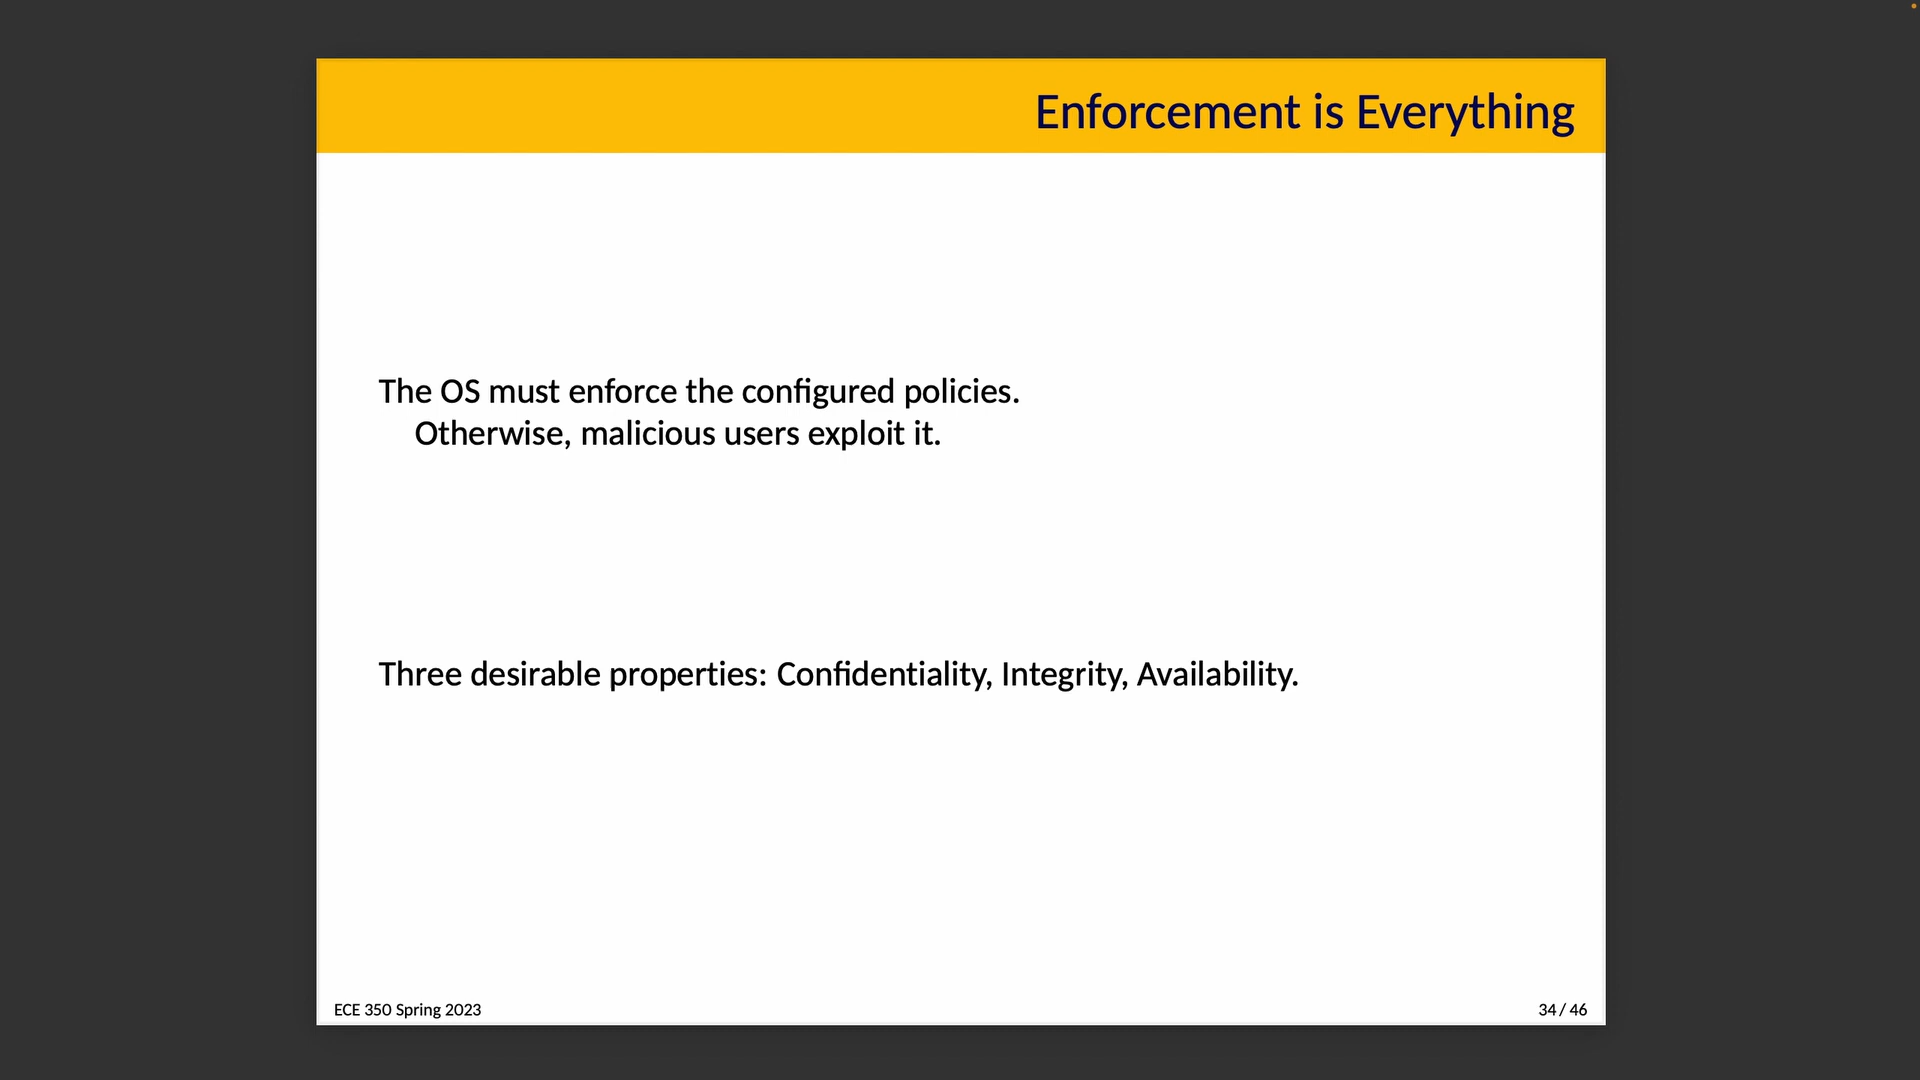 Enforcement is Everything
The OS must enforce the configured policies.
Otherwise, malicious users exploit it.
Three desirable properties: Confidentiality, Integrity, Availability.
ECE 350 Spring 2023
34 / 46